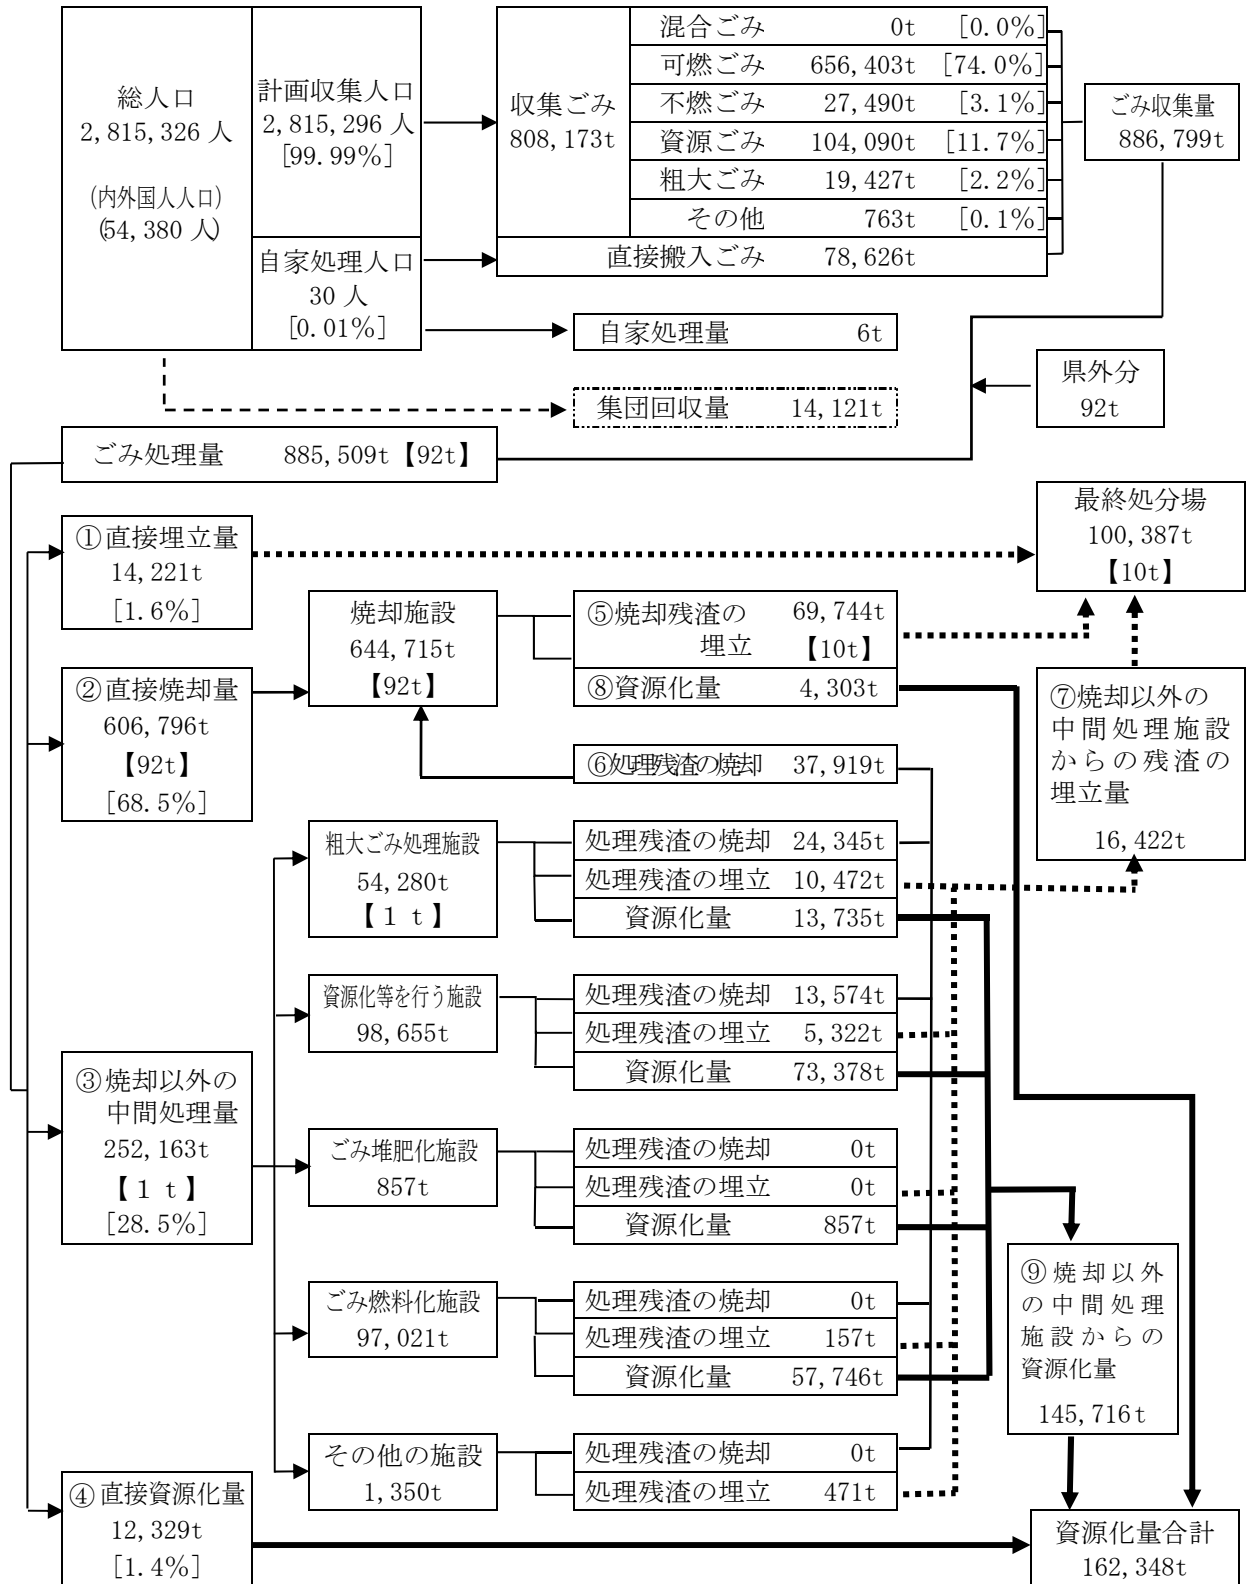 総人口
2,815,326 人
(内外国人人口)
(54,380 人)
計画収集人口
2,815,296 人
[99.99%]
自家処理人口
30 人
[0.01%]
収集ごみ
808,173t
混合ごみ 0t [0.0%]
可燃ごみ 656,403t [74.0%]
不燃ごみ 27,490t [3.1%]
資源ごみ 104,090t [11.7%]
粗大ごみ 19,427t [2.2%]
その他 763t [0.1%]
直接搬入ごみ 78,626t
ごみ収集量
886,799t
自家処理量 6t
集団回収量 14,121t
県外分
92t
ごみ処理量 885,509t【92t】
①直接埋立量
14,221t
[1.6%]
最終処分場
100,387t
【10t】
②直接焼却量
606,796t
【92t】
[68.5%]
焼却施設
644,715t
【92t】
⑤焼却残渣の 69,744t
埋立 【10t】
⑧資源化量 4,303t
⑥処理残渣の焼却 37,919t
⑦焼却以外の
中間処理施設
からの残渣の
埋立量
16,422t
粗大ごみ処理施設
54,280t
【1 t】
処理残渣の焼却 24,345t
処理残渣の埋立 10,472t
資源化量 13,735t
資源化等を行う施設
98,655t
処理残渣の焼却 13,574t
処理残渣の埋立 5,322t
資源化量 73,378t
③焼却以外の
中間処理量
252,163t
【1 t】
[28.5%]
ごみ堆肥化施設
857t
処理残渣の焼却 0t
処理残渣の埋立 0t
資源化量 857t
ごみ燃料化施設
97,021t
処理残渣の焼却 0t
処理残渣の埋立 157t
資源化量 57,746t
⑨焼却以外
の中間処理
施設からの
資源化量
145,716t
その他の施設
1,350t
処理残渣の焼却 0t
処理残渣の埋立 471t
④直接資源化量
12,329t
[1.4%]
資源化量合計
162,348t